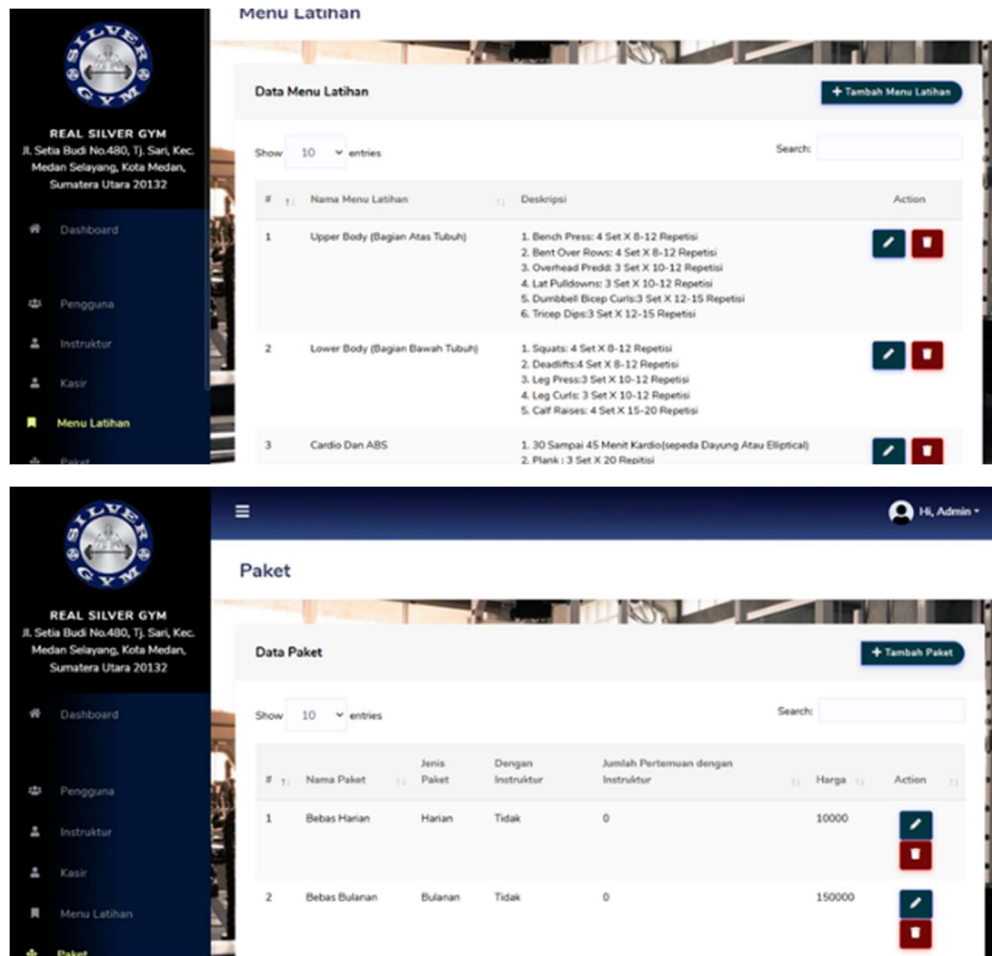 Menu Latihan
SILVER
GYM
REAL SILVER GYM
Jl. Setia Budi No.480, Tj. Sari, Kec.
Medan Selayang, Kota Medan,
Sumatera Utara 20132
Dashboard
Pengguna
Instruktur
Kasir
Menu Latihan
Paket
Data Menu Latihan
+ Tambah Menu Latihan
Show 10 entries
Search:
# Nama Menu Latihan Deskripsi Action
1 Upper Body (Bagian Atas Tubuh) 1. Bench Press: 4 Set X 8-12 Repetisi
2. Bent Over Rows: 4 Set X 8-12 Repetisi
3. Overhead Predd: 3 Set X 10-12 Repetisi
4. Lat Pulldowns: 3 Set X 10-12 Repetisi
5. Dumbbell Bicep Curls:3 Set X 12-15 Repetisi
6. Tricep Dips:3 Set X 12-15 Repetisi
2 Lower Body (Bagian Bawah Tubuh) 1. Squats: 4 Set X 8-12 Repetisi
2. Deadlifts:4 Set X 8-12 Repetisi
3. Leg Press:3 Set X 10-12 Repetisi
4. Leg Curls: 3 Set X 10-12 Repetisi
5. Calf Raises: 4 Set X 15-20 Repetisi
3 Cardio Dan ABS 1. 30 Sampai 45 Menit Kardio(sepeda Dayung Atau Elliptical)
2. Plank : 3 Set X 20 Repitisi
SILVER
GYM
REAL SILVER GYM
Jl. Setia Budi No.480, Tj. Sari, Kec.
Medan Selayang, Kota Medan,
Sumatera Utara 20132
Dashboard
Pengguna
Instruktur
Kasir
Menu Latihan
Paket
Hi, Admin
Paket
Data Paket
+ Tambah Paket
Show 10 entries
Search:
# Nama Paket Jenis Paket Dengan Instruktur Jumlah Pertemuan dengan Instruktur Harga Action
1 Bebas Harian Harian Tidak 0 10000
2 Bebas Bulanan Bulanan Tidak 0 150000